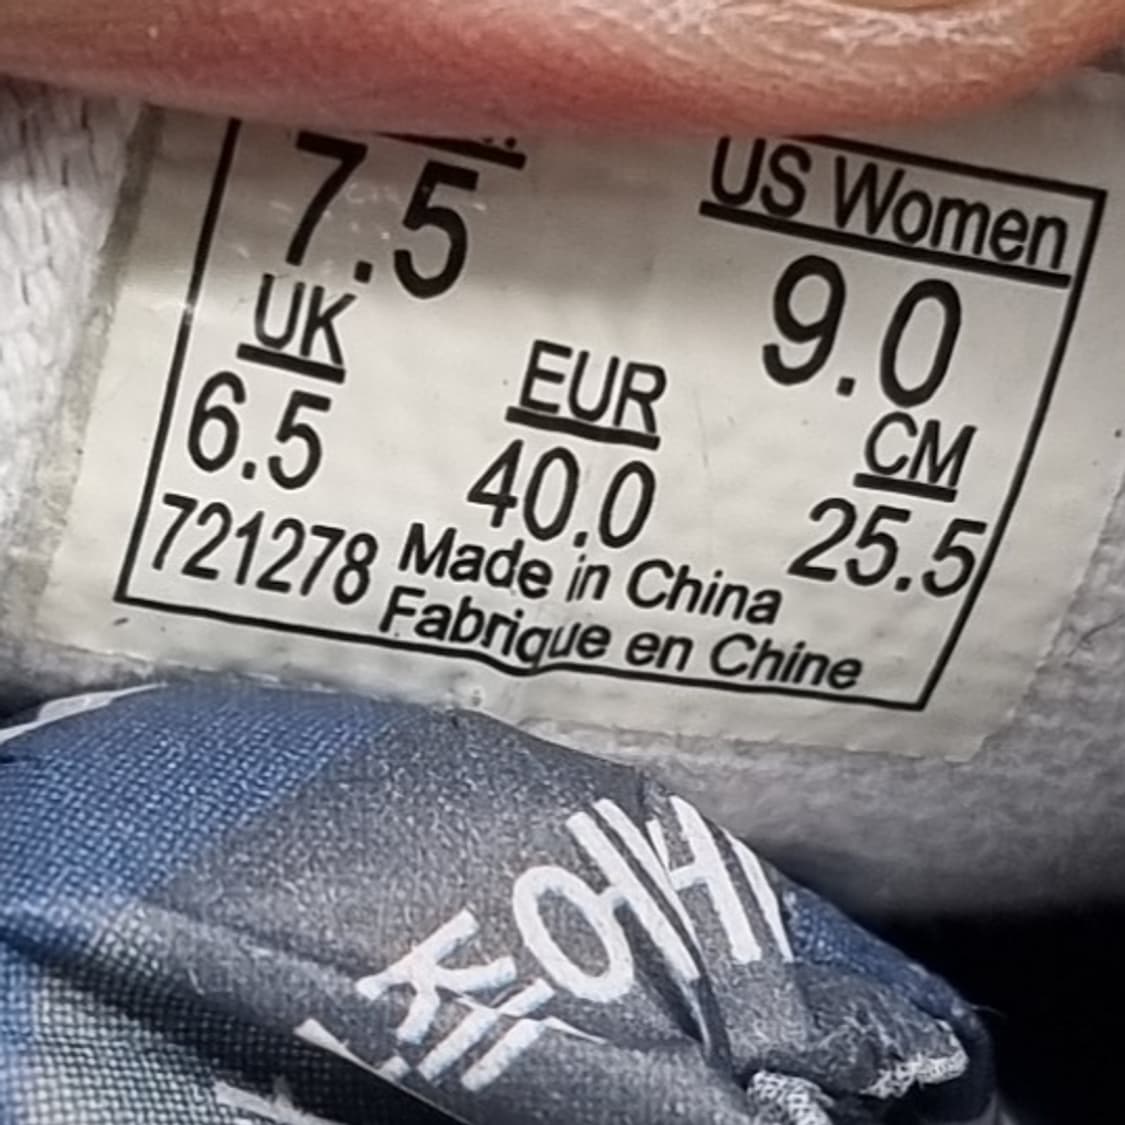 7.5
US Women
9.0
UK
6.5
EUR
40.0
CM
25.5
721278
Made in China
Fabrique en Chine